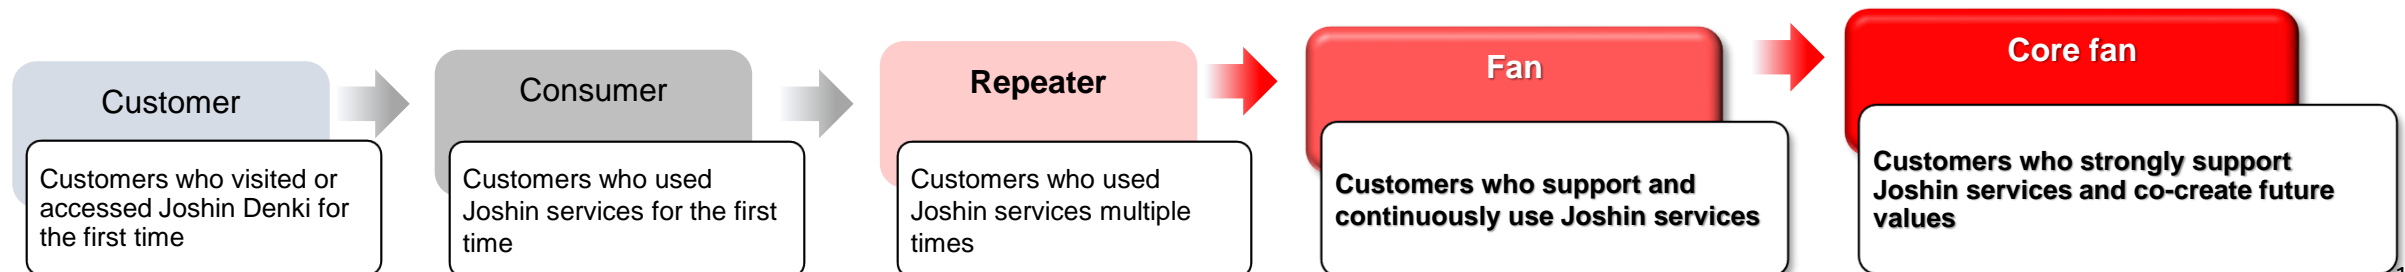 Customer
Customers who visited or
accessed Joshin Denki for
the first time
Consumer
Customers who used
Joshin services for the first
time
Repeater
Customers who used
Joshin services multiple
times
Fan
Customers who support and
continuously use Joshin services
Core fan
Customers who strongly support
Joshin services and co-create future
values